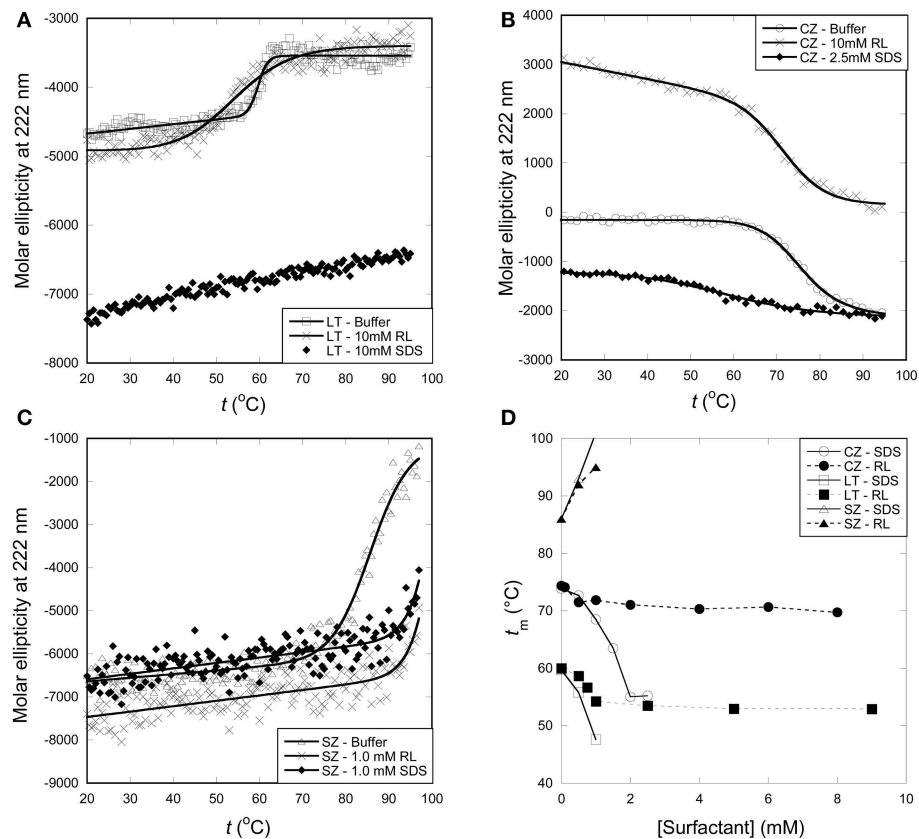 A
Molar ellipticity at 222 nm
-3000
-4000
-5000
-6000
-7000
-8000
LT - Buffer
LT - 10mM RL
LT - 10mM SDS
20 30 40 50 60 70 80 90 100
t (°C)
B
Molar ellipticity at 222 nm
4000
3000
2000
1000
0
-1000
-2000
-3000
CZ - Buffer
CZ - 10mM RL
CZ - 2.5mM SDS
20 30 40 50 60 70 80 90 100
t (°C)
C
Molar ellipticity at 222 nm
-1000
-2000
-3000
-4000
-5000
-6000
-7000
-8000
-9000
SZ - Buffer
SZ - 1.0 mM RL
SZ - 1.0 mM SDS
20 30 40 50 60 70 80 90 100
t (°C)
D
tm (°C)
100
90
80
70
60
50
40
CZ - SDS
CZ - RL
LT - SDS
LT - RL
SZ - SDS
SZ - RL
0 2 4 6 8 10
[Surfactant] (mM)